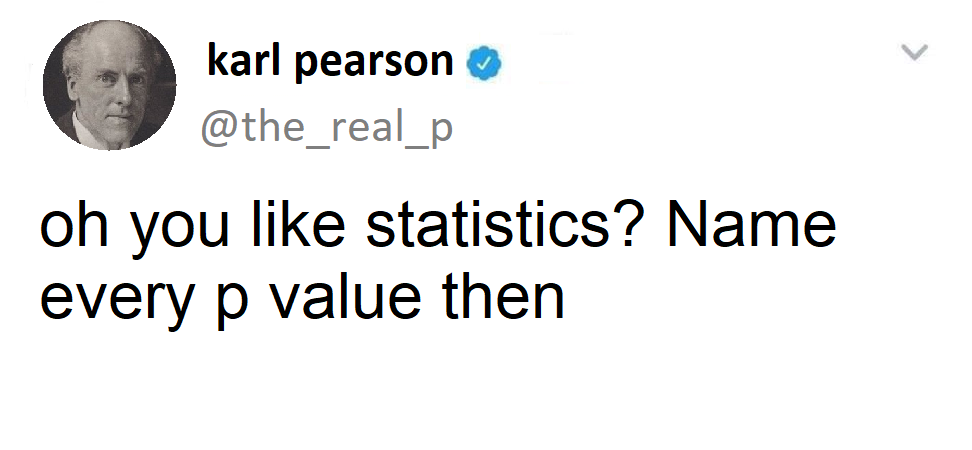 karl pearson
@the_real_p
oh you like statistics? Name
every p value then